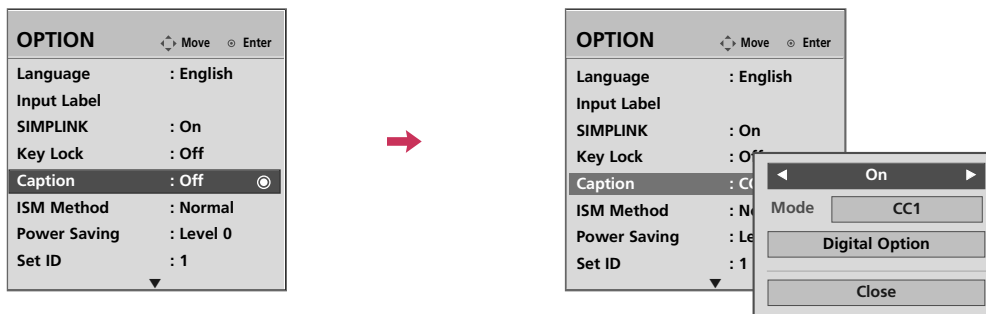 OPTION Move Enter
Language : English
Input Label
SIMPLINK : On
Key Lock : Off
Caption : Off
ISM Method : Normal
Power Saving : Level 0
Set ID : 1
OPTION Move Enter
Language : English
Input Label
SIMPLINK : On
Key Lock :
Caption :
ISM Method :
Power Saving :
Set ID : 1
On
Mode CC1
Digital Option
Close